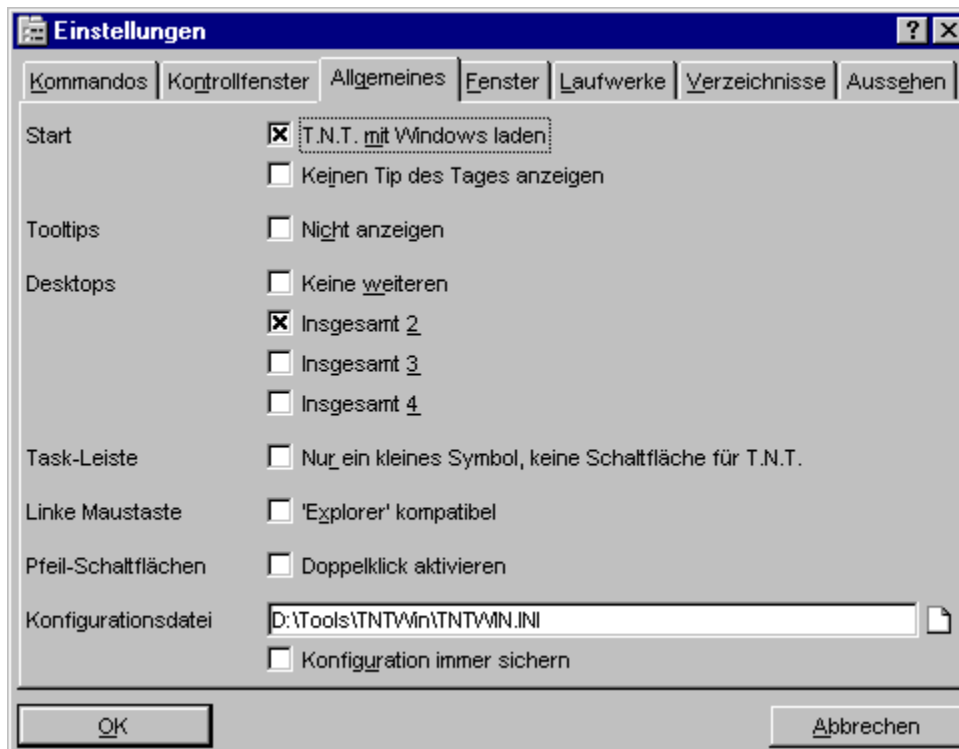 Einstellungen
Kommandos Kontrollfenster Allgemeines Fenster Laufwerke Verzeichnisse Aussehen
Start T.N.T. mit Windows laden
Keinen Tip des Tages anzeigen
Tooltips Nicht anzeigen
Desktops Keine weiteren
Insgesamt 2
Insgesamt 3
Insgesamt 4
Task-Leiste Nur ein kleines Symbol, keine Schaltfläche für T.N.T.
Linke Maustaste 'Explorer' kompatibel
Pfeil-Schaltflächen Doppelklick aktivieren
Konfigurationsdatei D:\Tools\TNTWin\TNTWIN.INI
Konfiguration immer sichern
OK Abbrechen